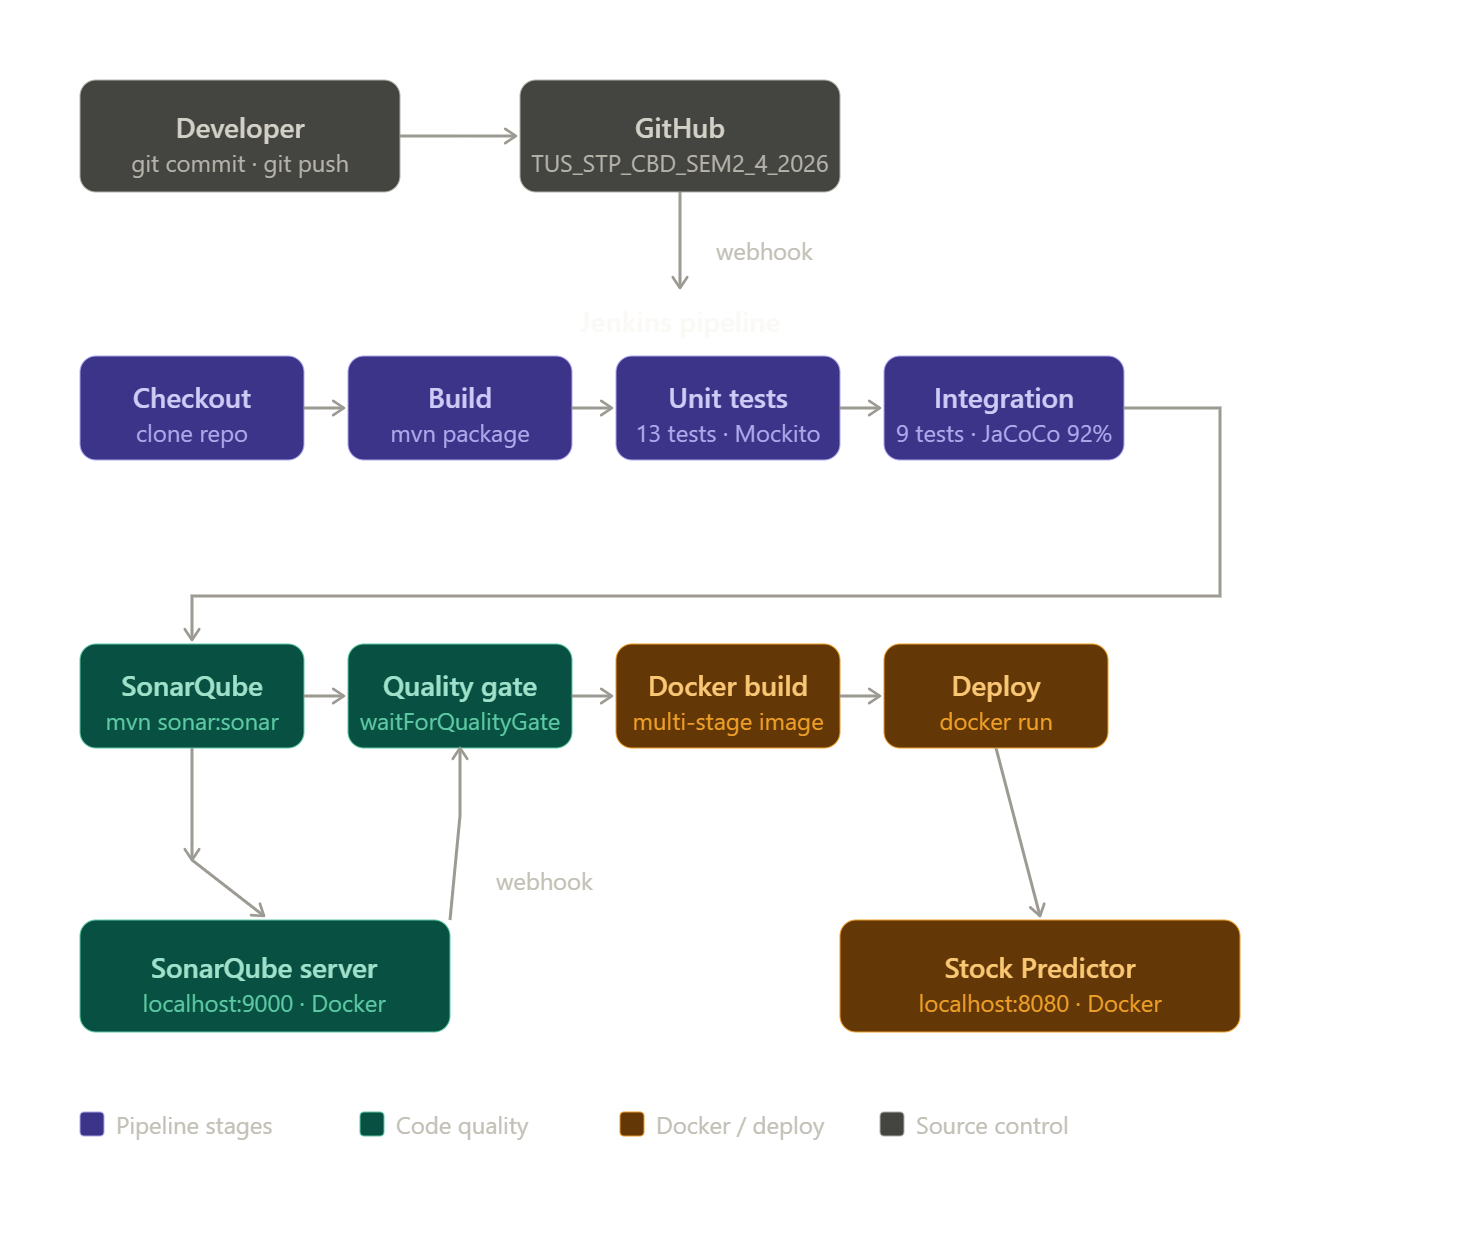 Developer
git commit · git push
GitHub
TUS_STP_CBD_SEM2_4_2026
webhook
Jenkins pipeline
Checkout
clone repo
Build
mvn package
Unit tests
13 tests · Mockito
Integration
9 tests · JaCoCo 92%
SonarQube
mvn sonar:sonar
Quality gate
waitForQualityGate
Docker build
multi-stage image
Deploy
docker run
webhook
SonarQube server
localhost:9000 · Docker
Stock Predictor
localhost:8080 · Docker
Pipeline stages
Code quality
Docker / deploy
Source control